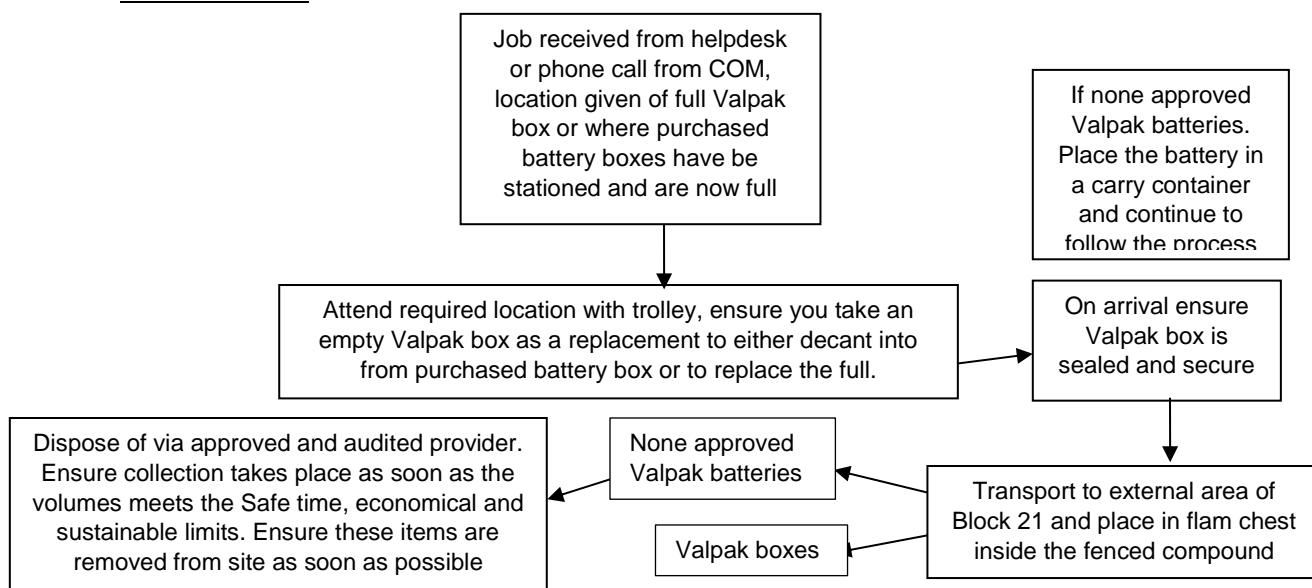 Job received from helpdesk
or phone call from COM,
location given of full Valpak
box or where purchased
battery boxes have be
stationed and are now full
If none approved
Valpak batteries.
Place the battery in
a carry container
and continue to
follow the process
Attend required location with trolley, ensure you take an
empty Valpak box as a replacement to either decant into
from purchased battery box or to replace the full.
On arrival ensure
Valpak box is
sealed and secure
Transport to external area of
Block 21 and place in flam chest
inside the fenced compound
None approved
Valpak batteries
Valpak boxes
Dispose of via approved and audited provider.
Ensure collection takes place as soon as the
volumes meets the Safe time, economical and
sustainable limits. Ensure these items are
removed from site as soon as possible